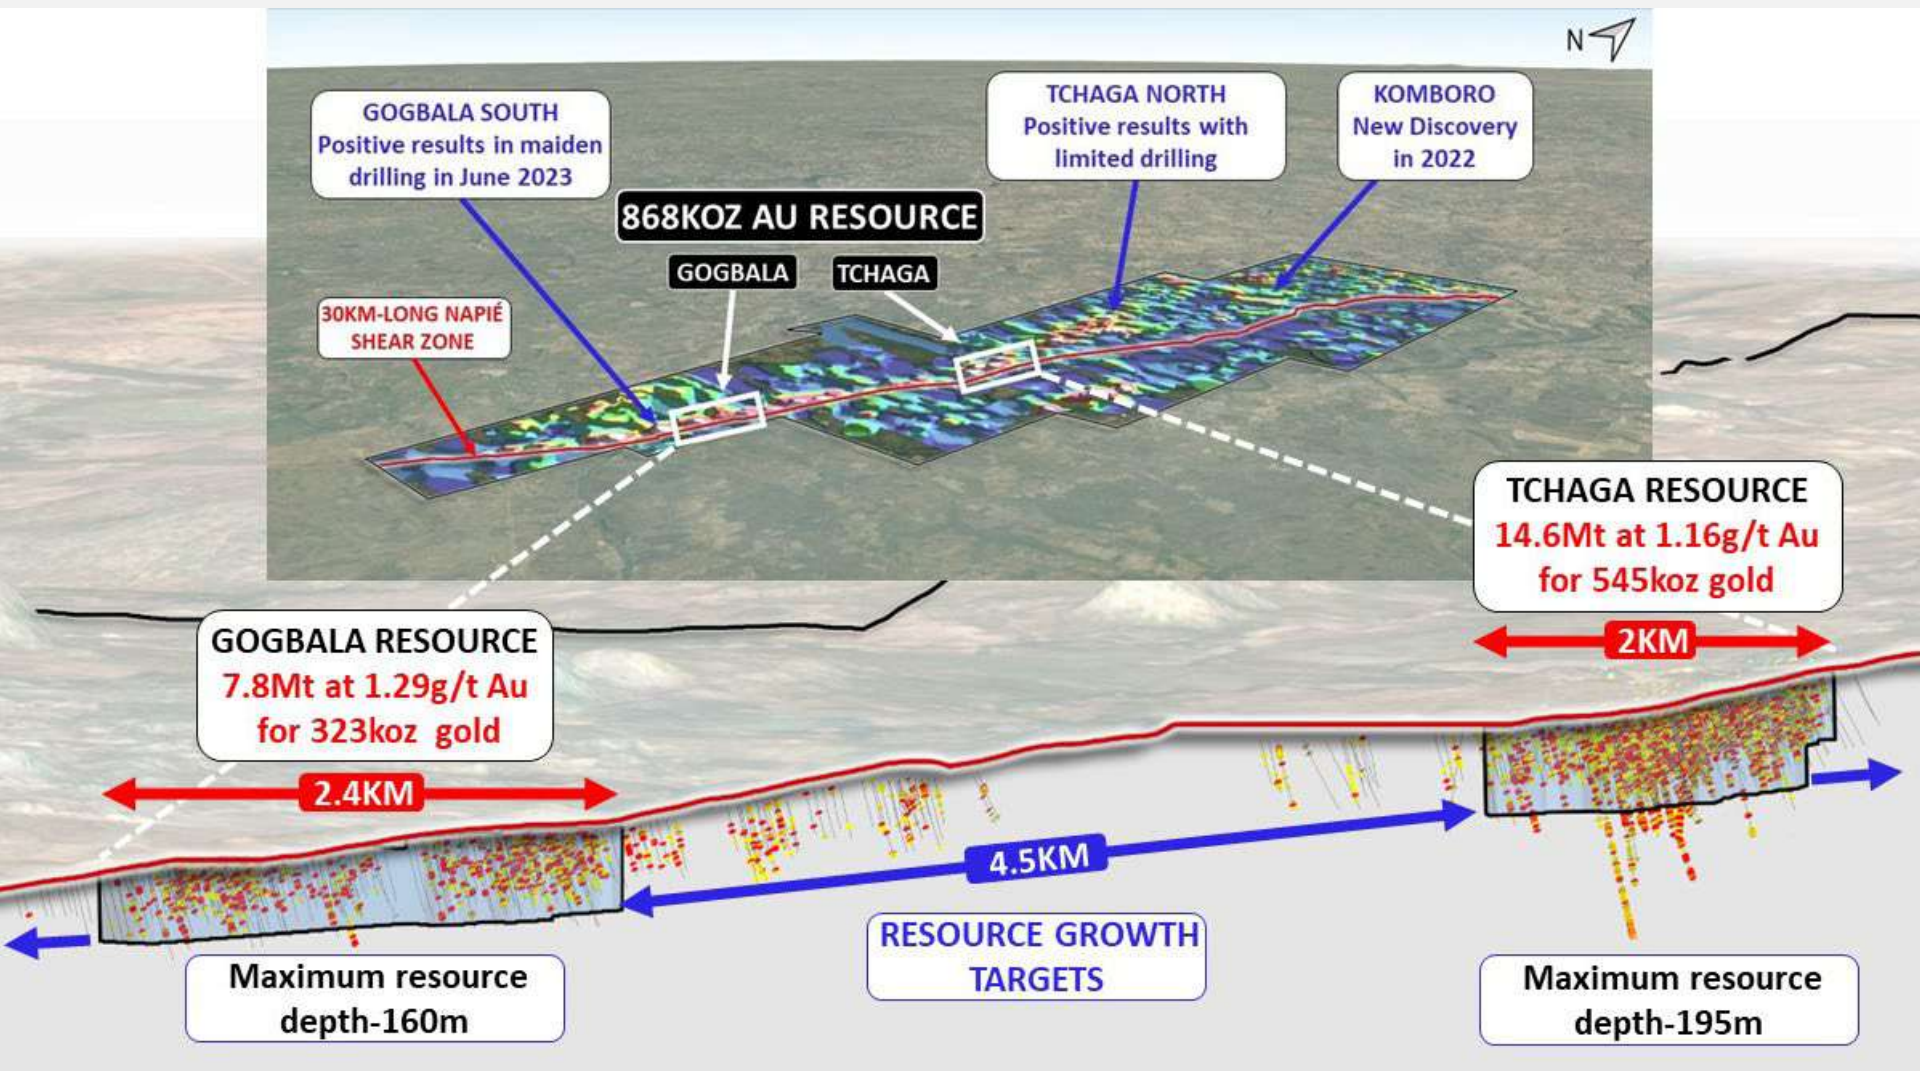 N
GOGBALA SOUTH
Positive results in maiden
drilling in June 2023
TCHAGA NORTH
Positive results with
limited drilling
KOMBORO
New Discovery
in 2022
868KOZ AU RESOURCE
GOGBALA
TCHAGA
30KM-LONG NAPIÉ
SHEAR ZONE
TCHAGA RESOURCE
14.6Mt at 1.16g/t Au
for 545koz gold
2KM
GOGBALA RESOURCE
7.8Mt at 1.29g/t Au
for 323koz gold
2.4KM
4.5KM
RESOURCE GROWTH
TARGETS
Maximum resource
depth-160m
Maximum resource
depth-195m